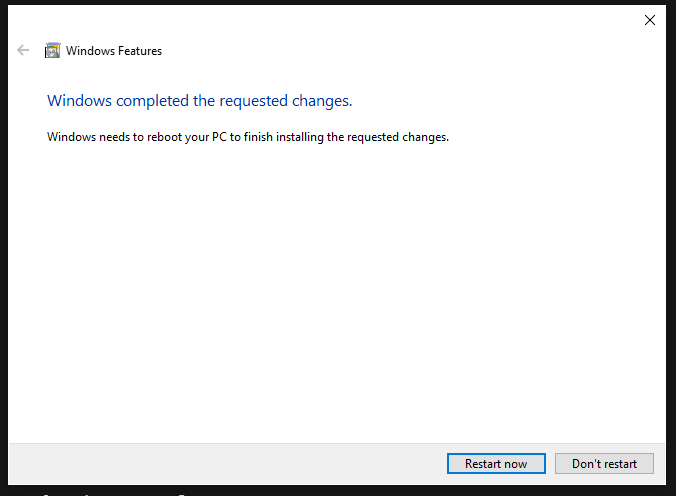 Windows Features
Windows completed the requested changes.
Windows needs to reboot your PC to finish installing the requested changes.
Restart now
Don't restart